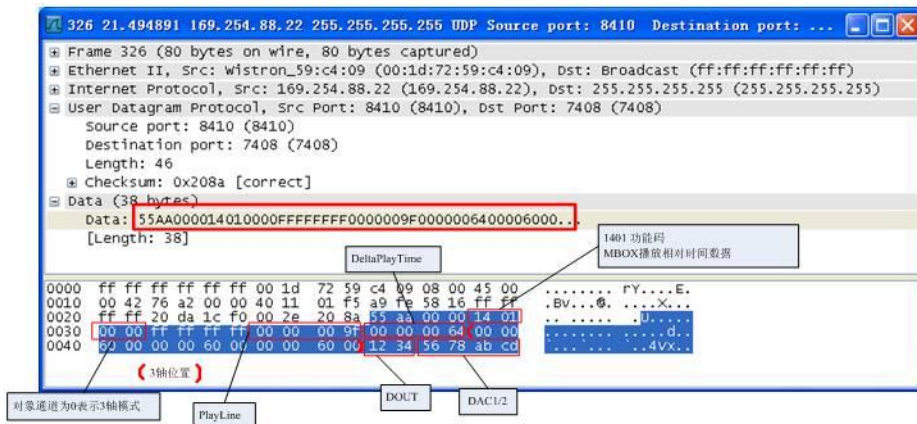 326 21.494891 169.254.88.22 255.255.255.255 UDP Source port: 8410 Destination port: ...
Frame 326 (80 bytes on wire, 80 bytes captured)
Ethernet II, Src: Wistron_59:c4:09 (00:1d:72:59:c4:09), Dst: Broadcast (ff:ff:ff:ff:ff:ff)
Internet Protocol, Src: 169.254.88.22 (169.254.88.22), Dst: 255.255.255.255 (255.255.255.255)
User Datagram Protocol, Src Port: 8410 (8410), Dst Port: 7408 (7408)
Source port: 8410 (8410)
Destination port: 7408 (7408)
Length: 46
Checksum: 0x208a [correct]
Data (38 bytes)
Data: 55AA000014010000FFFFFFFF0000009F0000006400006000...
[Length: 38]
DeltaPlayTime
1401 功能码
MBOX播放相对时间数据
0000 ff ff ff ff ff ff 00 1d 72 59 c4 09 08 00 45 00 ........ rY....E.
0010 00 42 76 a2 00 00 40 11 01 f5 a9 fe 58 16 ff ff .Bv...@. ....X...
0020 ff ff 20 da 1c f0 00 2e 20 8a 55 aa 00 00 14 01 .. ..... .U.....
0030 00 00 ff ff ff ff 00 00 00 9f 00 00 00 64 00 00 ........ .....d..
0040 60 00 00 00 60 00 00 00 60 00 12 34 56 78 ab cd `...`... `..4Vx..
(3轴位置)
对象通道为0表示3轴模式
PlayLine
DOUT
DAC1/2